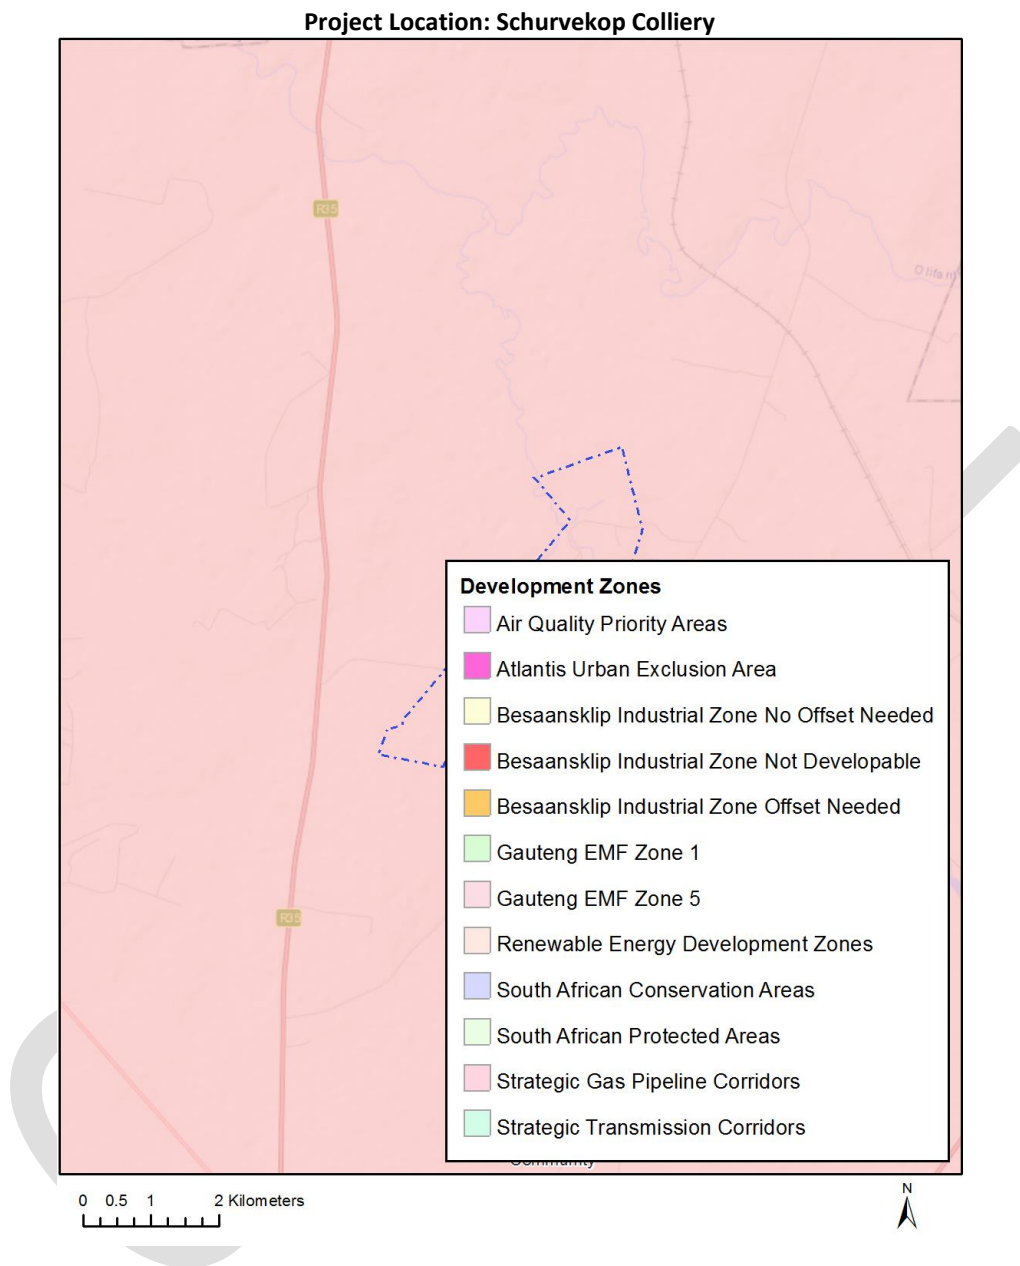 Project Location: Schurvekop Colliery
R35
Development Zones
Air Quality Priority Areas
Atlantis Urban Exclusion Area
Besaansklip Industrial Zone No Offset Needed
Besaansklip Industrial Zone Not Developable
Besaansklip Industrial Zone Offset Needed
Gauteng EMF Zone 1
Gauteng EMF Zone 5
Renewable Energy Development Zones
South African Conservation Areas
South African Protected Areas
Strategic Gas Pipeline Corridors
Strategic Transmission Corridors
R35
0 0.5 1 2 Kilometers
N